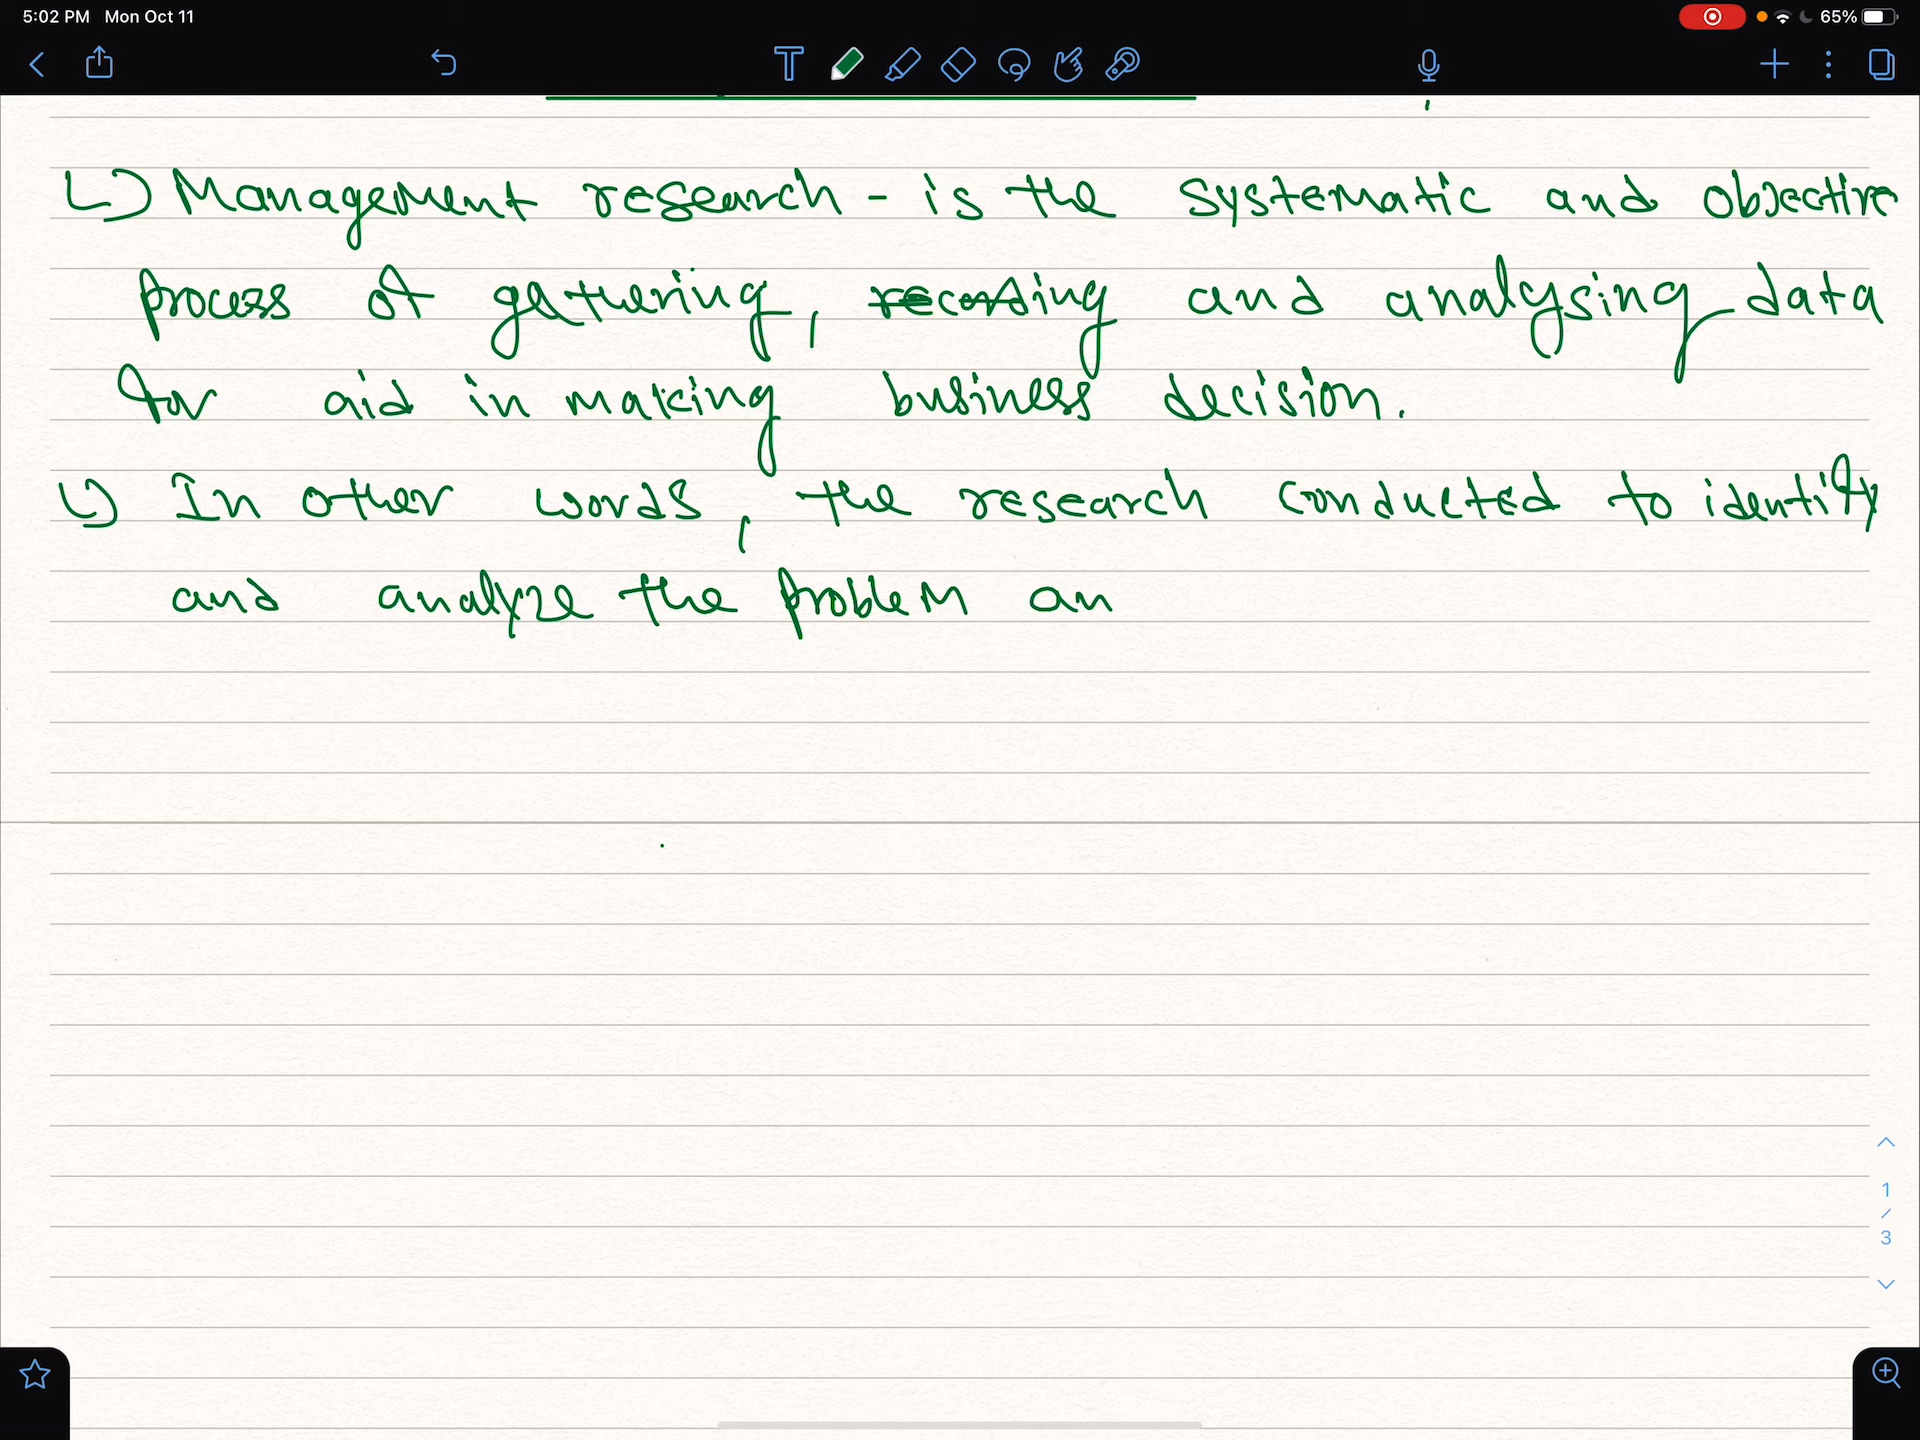 5:02 PM Mon Oct 11
65%
Management research - is the systematic and objective
process of gathering, recording and analysing data
for aid in making business decision.
In other words, the research conducted to identify
and analyze the problem an
1
/
3